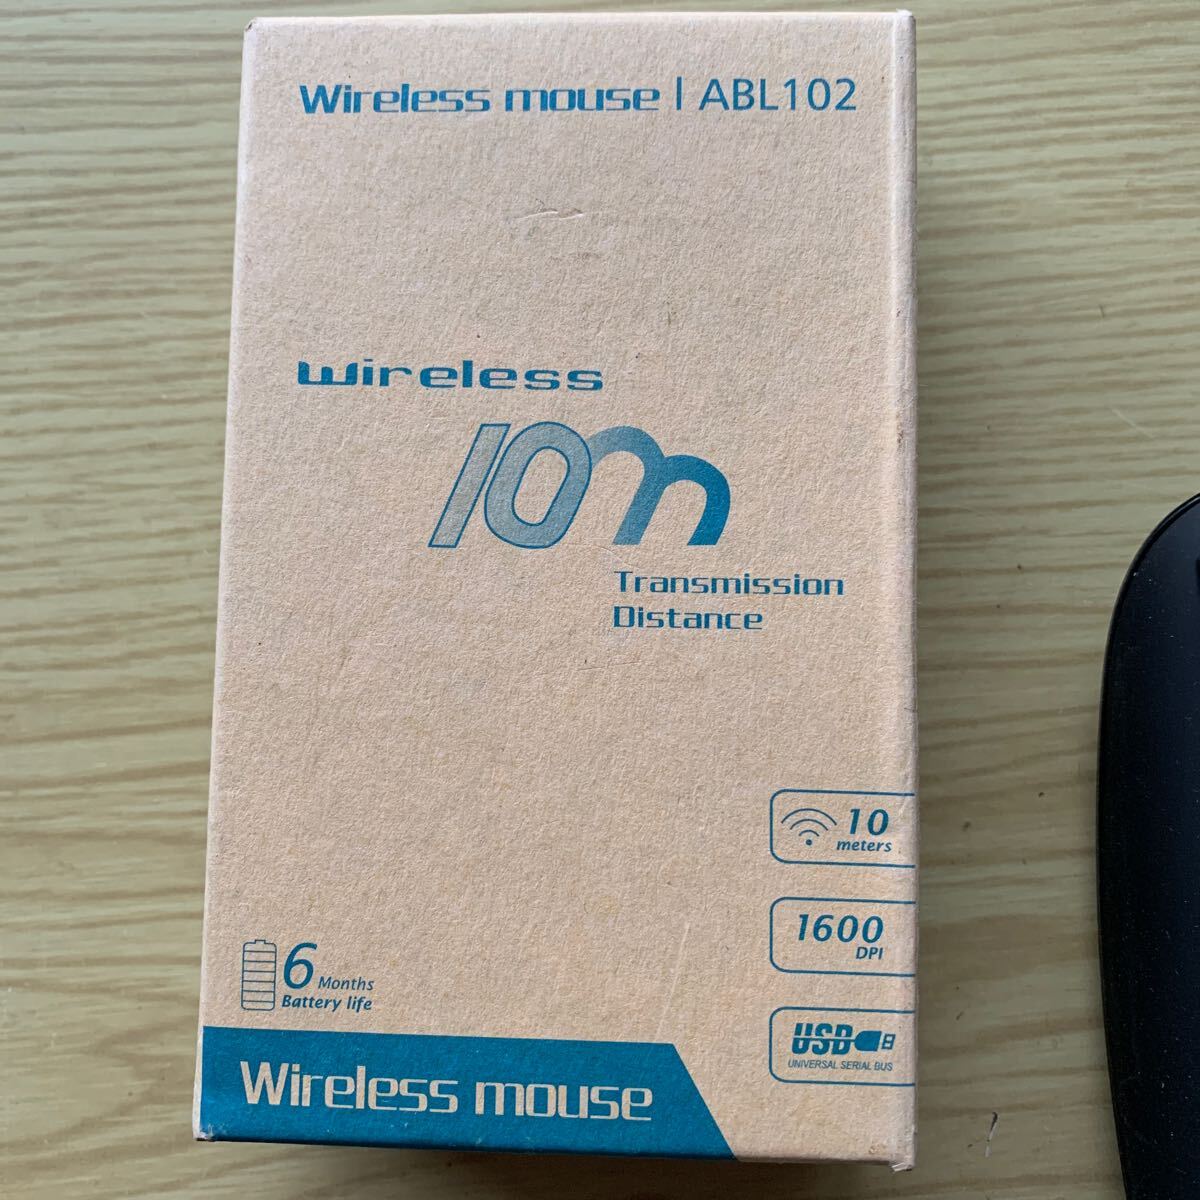 Wireless mouse | ABL102
wireless
10m
Transmission
Distance
10
meters
1600
DPI
6 Months
Battery life
USB
UNIVERSAL SERIAL BUS
Wireless mouse